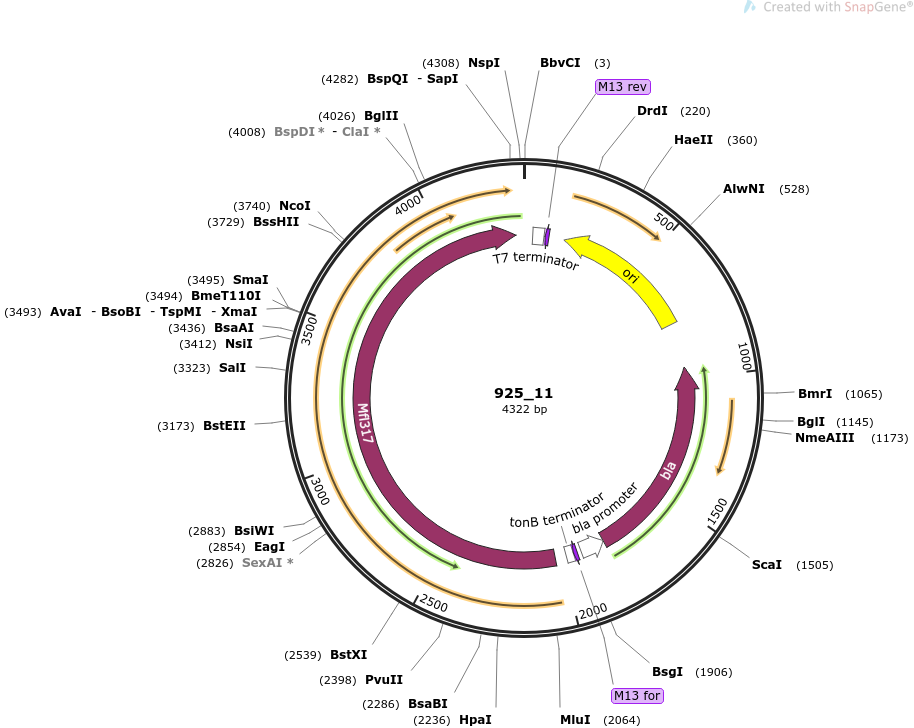 Created with SnapGene®
(4308) NspI
BbvCI (3)
(4282) BspQI - SapI
M13 rev
(4026) BglII
DrdI (220)
(4008) BspDI * - ClaI *
HaeII (360)
AlwNI (528)
(3740) NcoI
(3729) BssHII
4000
500
T7 terminator
ori
(3495) SmaI
(3494) BmeT110I
(3493) AvaI - BsoBI - TspMI - XmaI
(3436) BsaAI
(3412) NsiI
(3323) SalI
3500
1000
925_11
4322 bp
BmrI (1065)
BglI (1145)
NmeAIII (1173)
(3173) BstEII
Mfl317
bla
3000
1500
tonB terminator
bla promoter
(2883) BsiWI
(2854) EagI
(2826) SexAI *
ScaI (1505)
2500
2000
(2539) BstXI
(2398) PvuII
(2286) BsaBI
(2236) HpaI
MluI (2064)
M13 for
BsgI (1906)